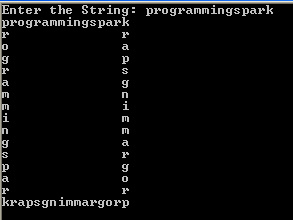 Enter the String: programmingspark
programmingspark
r              r
o              a
g              p
r              s
a              g
m              n
m              i
i              m
n              m
g              a
s              r
p              g
a              o
r              r
krapsgnimmargorp